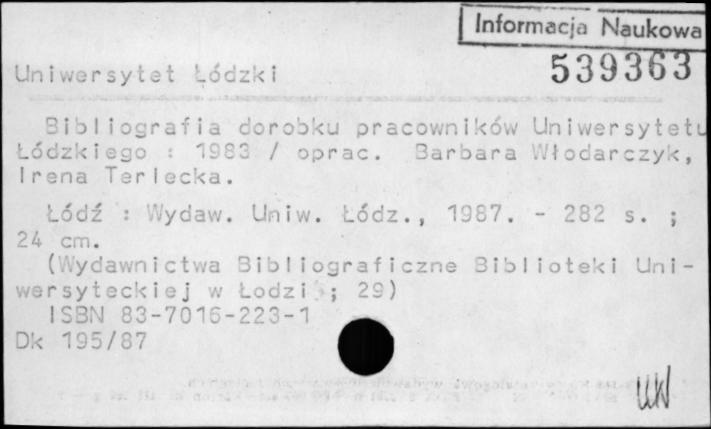 Informacja Naukowa
539363
Uniwersytet Łódzki
Bibliografia dorobku pracowników Uniwersytetu
Łódzkiego : 1983 / oprac. Barbara Włodarczyk,
Irena Terlecka.
Łódź : Wydaw. Uniw. Łódz., 1987. - 282 s. ;
24 cm.
(Wydawnictwa Bibliograficzne Biblioteki Uni-
wersyteckiej w Łodzi ; 29)
ISBN 83-7016-223-1
Dk 195/87